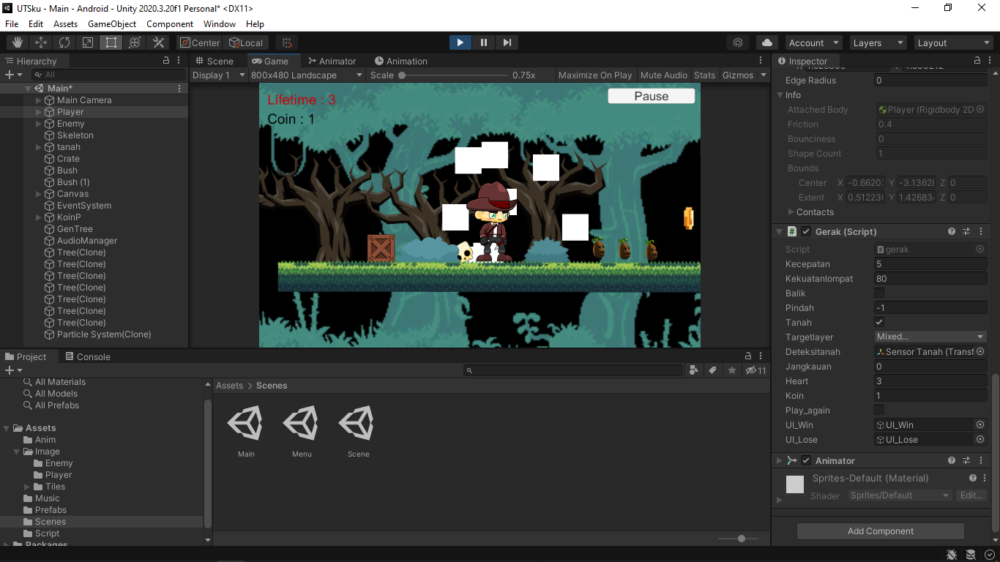 UTSku - Main - Android - Unity 2020.3.20f1 Personal* <DX11>
File Edit Assets GameObject Component Window Help
Center Local Account Layers Layout
Hierarchy
All
Main*
Main Camera
Player
Enemy
Skeleton
tanah
Crate
Bush
Bush (1)
Canvas
EventSystem
KoinP
GenTree
AudioManager
Tree(Clone)
Tree(Clone)
Tree(Clone)
Tree(Clone)
Tree(Clone)
Tree(Clone)
Tree(Clone)
Particle System(Clone)
Scene Game Animator Animation
Display 1 800x480 Landscape Scale 0.75x Maximize On Play Mute Audio Stats Gizmos
Lifetime : 3
Coin : 1
Pause
Inspector
Edge Radius 0
Info
Attached Body Player (Rigidbody 2D
Friction 0.4
Bounciness 0
Shape Count 1
Bounds
Center X -0.6620 Y -3.1362 Z 0
Extent X 0.5122 Y 1.4268 Z 0
Contacts
Gerak (Script)
Script gerak
Kecepatan 5
Kekuatanlompat 80
Balik
Pindah -1
Tanah
Targetlayer Mixed...
Deteksitanah Sensor Tanah (Transf
Jangkauan 0
Heart 3
Koin 1
Play_again
UI_Win UI_Win
UI_Lose UI_Lose
Animator
Sprites-Default (Material)
Shader Sprites/Default Edit...
Add Component
Project Console
11
All Materials
All Models
All Prefabs
Assets
Anim
Image
Enemy
Player
Tiles
Music
Prefabs
Scenes
Script
Packages
Assets > Scenes
Main Menu Scene